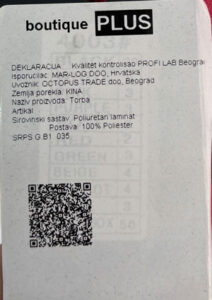 boutique PLUS
DEKLARACIJA Kvalitet kontrolisao PROFI LAB Beograd
Isporučilac: MAR&LOG DOO, Hrvatska
Uvoznik: OCTOPUS TRADE doo, Beograd
Zemlja porekla: KINA
Naziv proizvoda: Torba
Artikal
Sirovinski sastav: Poliuretan laminat
Postava: 100% Poliester
SRPS G.B1. 035